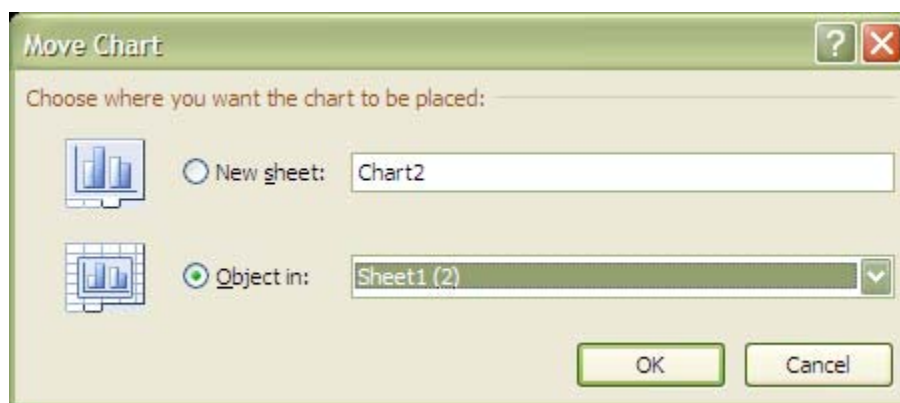 Move Chart
?
Choose where you want the chart to be placed:
New sheet: Chart2
Object in: Sheet1 (2)
OK Cancel